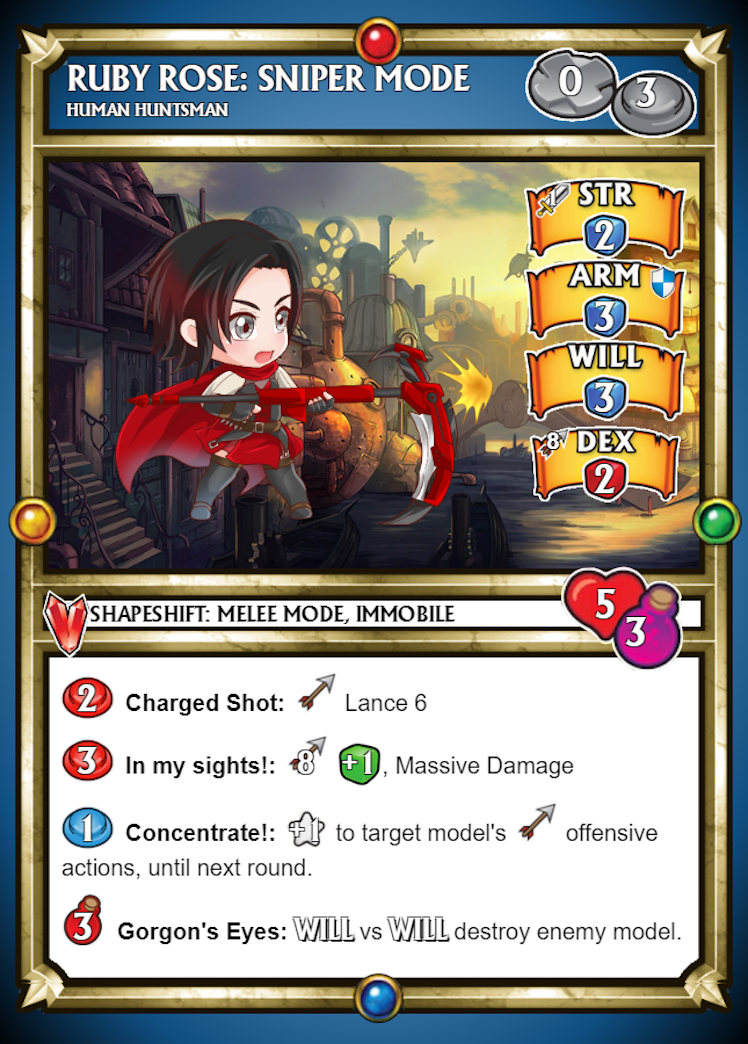 RUBY ROSE: SNIPER MODE
HUMAN HUNTSMAN
0 3
1 STR
2
ARM
3
WILL
3
8 DEX
2
SHAPESHIFT: MELEE MODE, IMMOBILE
5
3
2 Charged Shot: Lance 6
3 In my sights!: 8 +1, Massive Damage
1 Concentrate!: +1 to target model's offensive
actions, until next round.
3 Gorgon's Eyes: WILL vs WILL destroy enemy model.